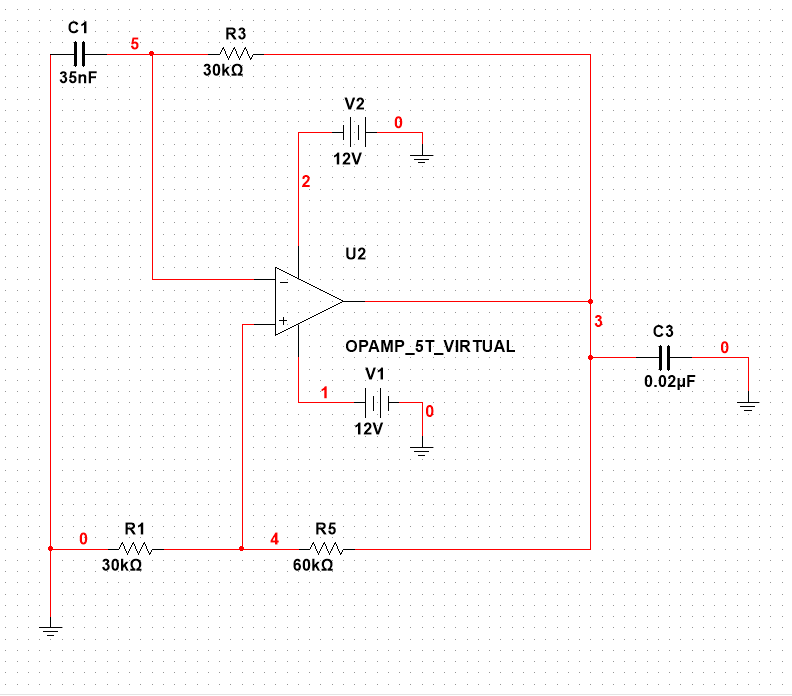 C1
5
R3
35nF
30kΩ
V2
0
12V
2
U2
−
+
3
OPAMP_5T_VIRTUAL
C3
0
V1
0.02µF
1
0
12V
0
R1
4
R5
30kΩ
60kΩ